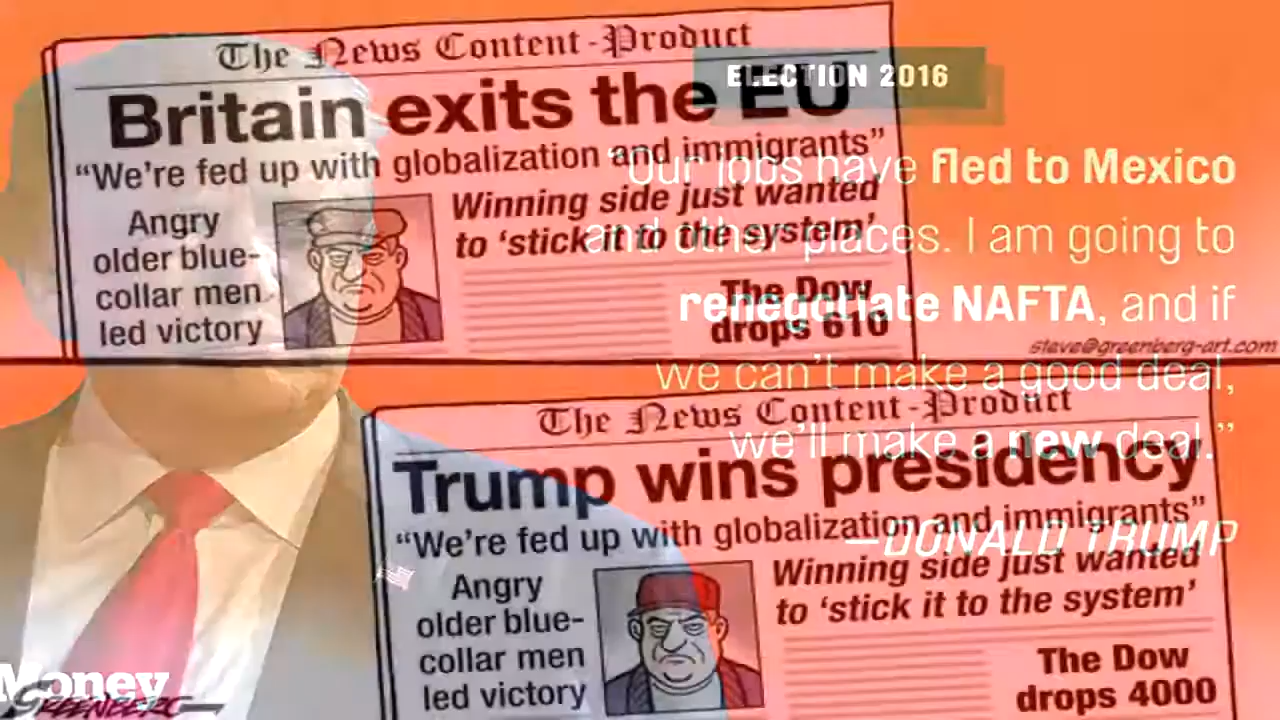 The News Content-Product
Britain exits the EU
"We're fed up with globalization and immigrants"
Angry
older blue-
collar men
led victory
Winning side just wanted
to 'stick it to the system'
The Dow
drops 610
steve@greenberg-art.com
ELECTION 2016
"Our jobs have fled to Mexico
and other places. I am going to
renegotiate NAFTA, and if
we can't make a good deal,
we'll make a new deal."
—DONALD TRUMP
The News Content-Product
Trump wins presidency
"We're fed up with globalization and immigrants"
Angry
older blue-
collar men
led victory
Winning side just wanted
to 'stick it to the system'
The Dow
drops 4000
Money
GREENBERG